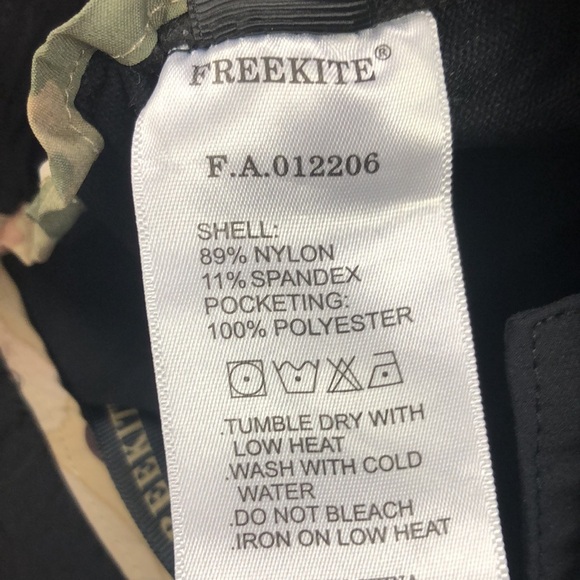 FREEKITE®
F.A.012206
SHELL:
89% NYLON
11% SPANDEX
POCKETING:
100% POLYESTER
.TUMBLE DRY WITH
LOW HEAT
.WASH WITH COLD
WATER
.DO NOT BLEACH
.IRON ON LOW HEAT